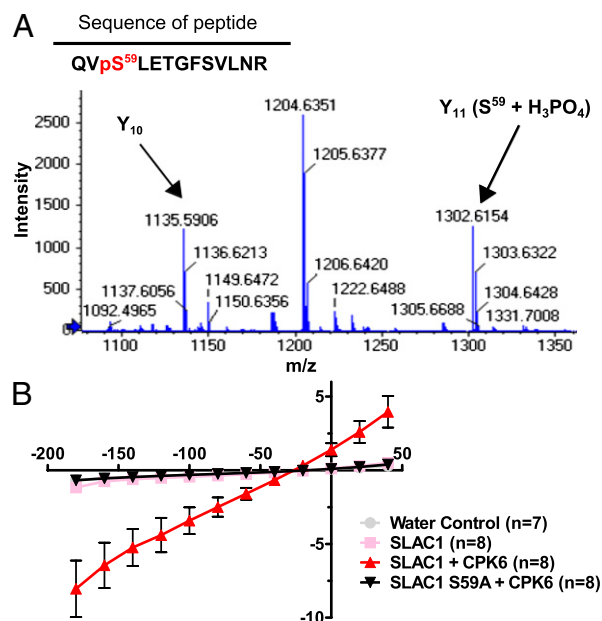 A
Sequence of peptide
QVpS⁵⁹LETGFSVLNR
Intensity
2500
2000
1500
1000
500
0
Y₁₀
Y₁₁ (S⁵⁹ + H₃PO₄)
1204.6351
1205.6377
1135.5906
1302.6154
1136.6213
1303.6322
1149.6472
1206.6420
1222.6488
1137.6056
1150.6356
1304.6428
1092.4965
1305.6688
1331.7008
1100
1150
1200
1250
1300
1350
m/z
B
5
-200
-150
-100
-50
50
-5
-10
Water Control (n=7)
SLAC1 (n=8)
SLAC1 + CPK6 (n=8)
SLAC1 S59A + CPK6 (n=8)